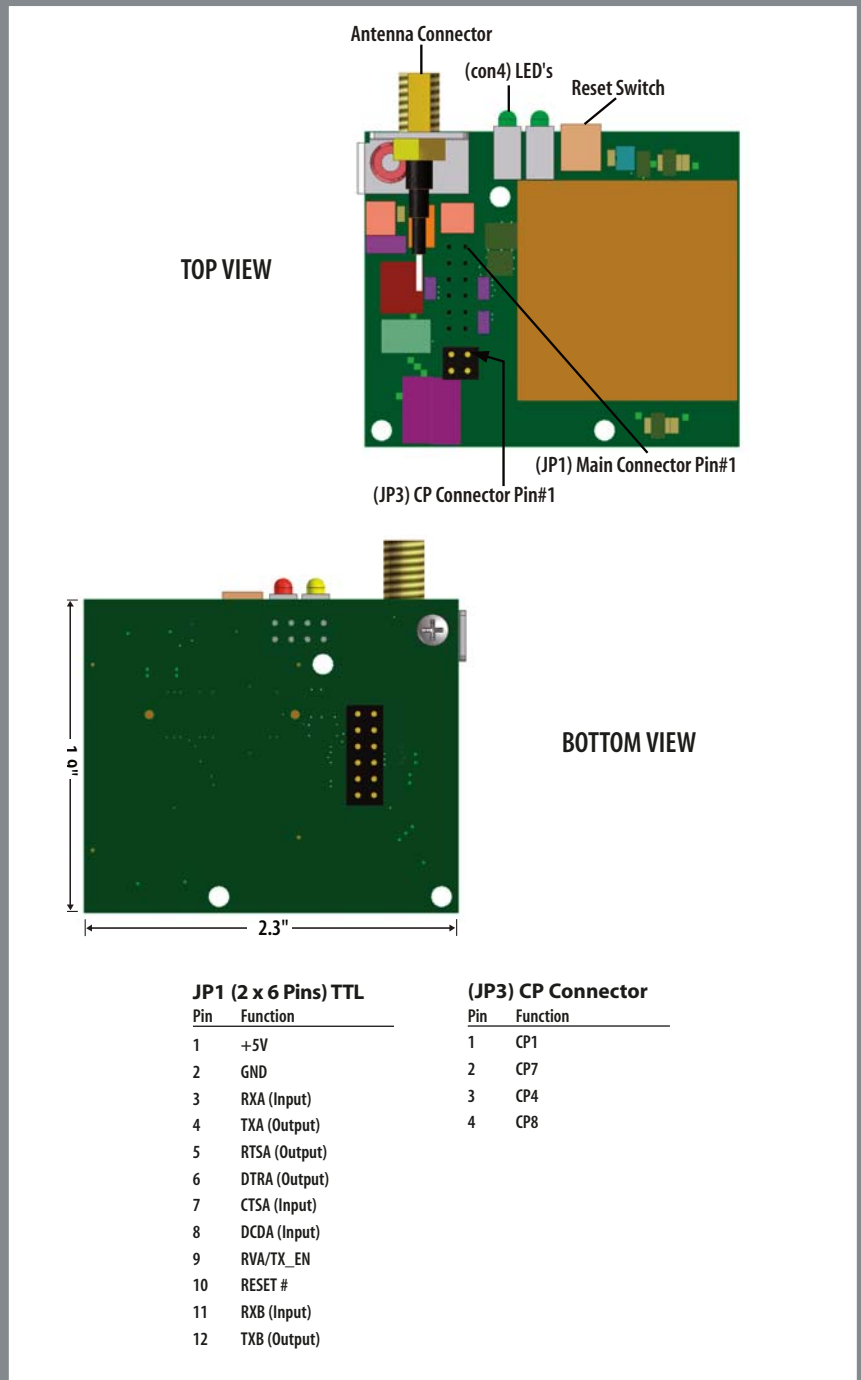 Antenna Connector
(con4) LED's
Reset Switch
TOP VIEW
(JP1) Main Connector Pin#1
(JP3) CP Connector Pin#1
BOTTOM VIEW
2.3"
JP1 (2 x 6 Pins) TTL
Pin Function
1 +5V
2 GND
3 RXA (Input)
4 TXA (Output)
5 RTSA (Output)
6 DTRA (Output)
7 CTSA (Input)
8 DCDA (Input)
9 RVA/TX_EN
10 RESET #
11 RXB (Input)
12 TXB (Output)
(JP3) CP Connector
Pin Function
1 CP1
2 CP7
3 CP4
4 CP8